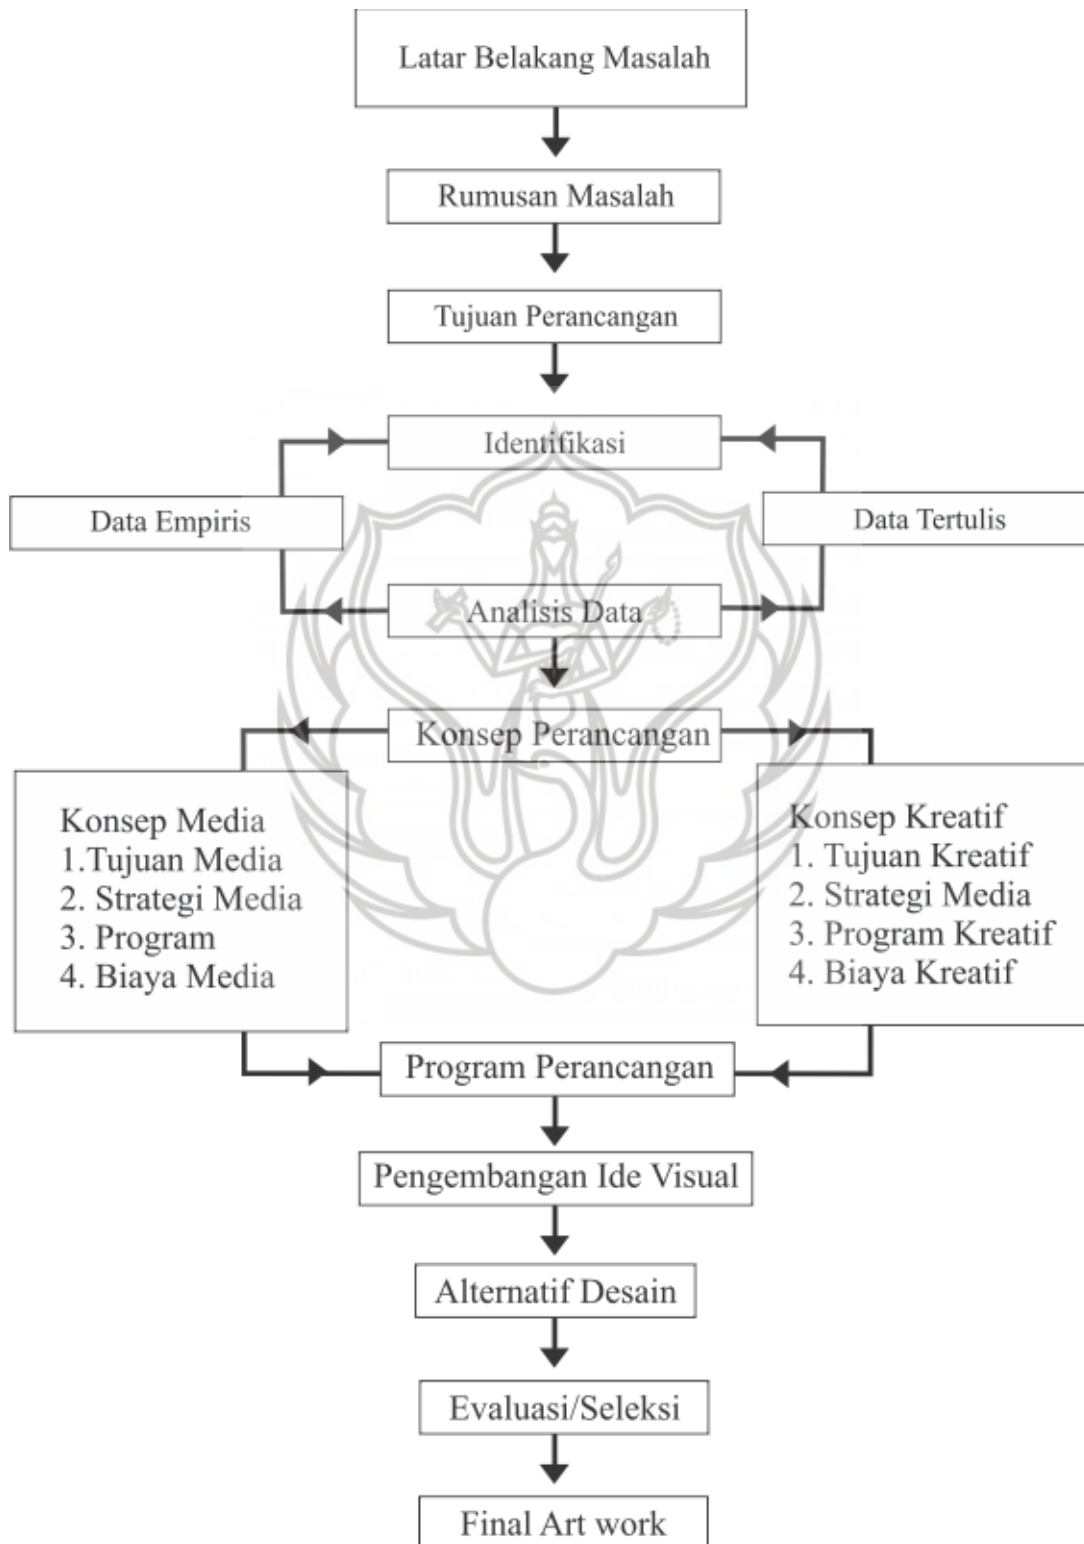 Latar Belakang Masalah
Rumusan Masalah
Tujuan Perancangan
Identifikasi
Data Empiris
Data Tertulis
Analisis Data
Konsep Perancangan
Konsep Media
1.Tujuan Media
2. Strategi Media
3. Program
4. Biaya Media
Konsep Kreatif
1. Tujuan Kreatif
2. Strategi Media
3. Program Kreatif
4. Biaya Kreatif
Program Perancangan
Pengembangan Ide Visual
Alternatif Desain
Evaluasi/Seleksi
Final Art work